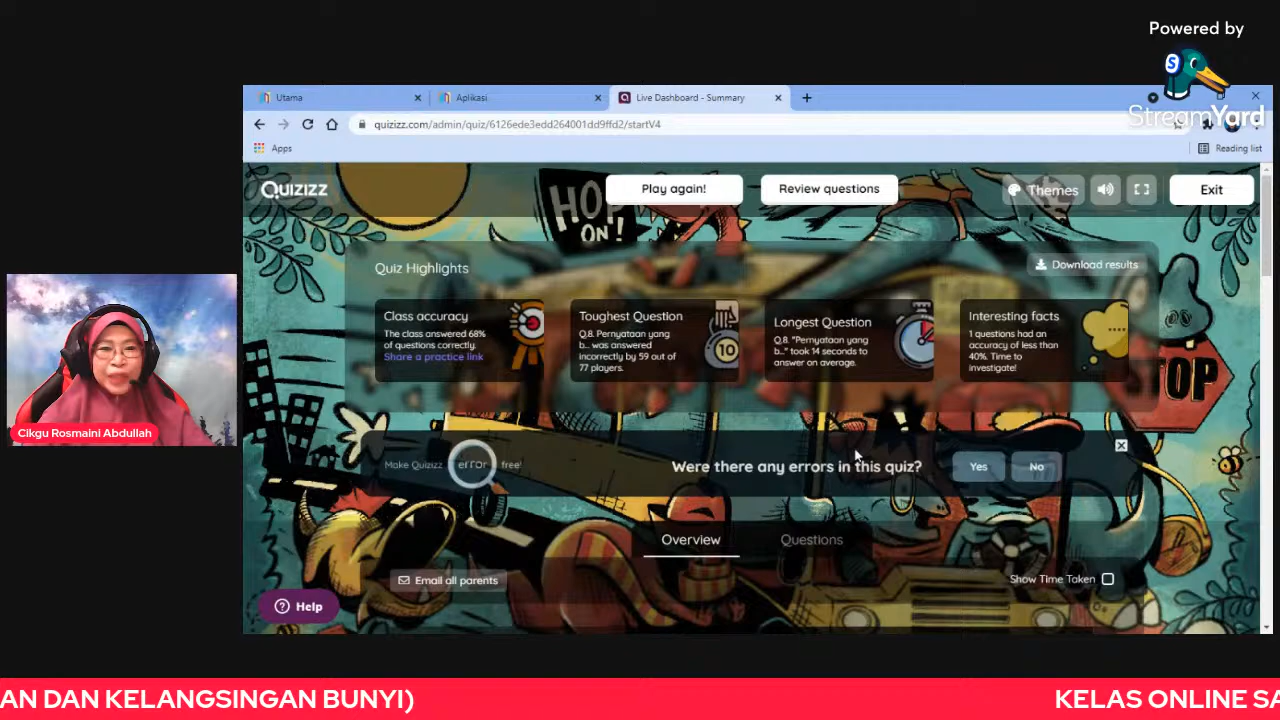 Powered by
StreamYard
Utama
Aplikasi
Live Dashboard - Summary
quizizz.com/admin/quiz/6126ede3edd264001dd9ffd2/startV4
Apps
Reading list
Quizizz
HOP ON!
Play again!
Review questions
Themes
Exit
Quiz Highlights
Download results
Class accuracy
The class answered 68%
of questions correctly.
Share a practice link
Toughest Question
Q.8. Pernyataan yang
b... was answered
incorrectly by 59 out of
77 players.
10
Longest Question
Q.8. "Pernyataan yang
b..." took 14 seconds to
answer on average.
Interesting facts
1 questions had an
accuracy of less than
40%. Time to
investigate!
STOP
Make Quizizz error free!
Were there any errors in this quiz?
Yes
No
Overview
Questions
Email all parents
Show Time Taken
Help
Cikgu Rosmaini Abdullah
AN DAN KELANGSINGAN BUNYI)
KELAS ONLINE SA